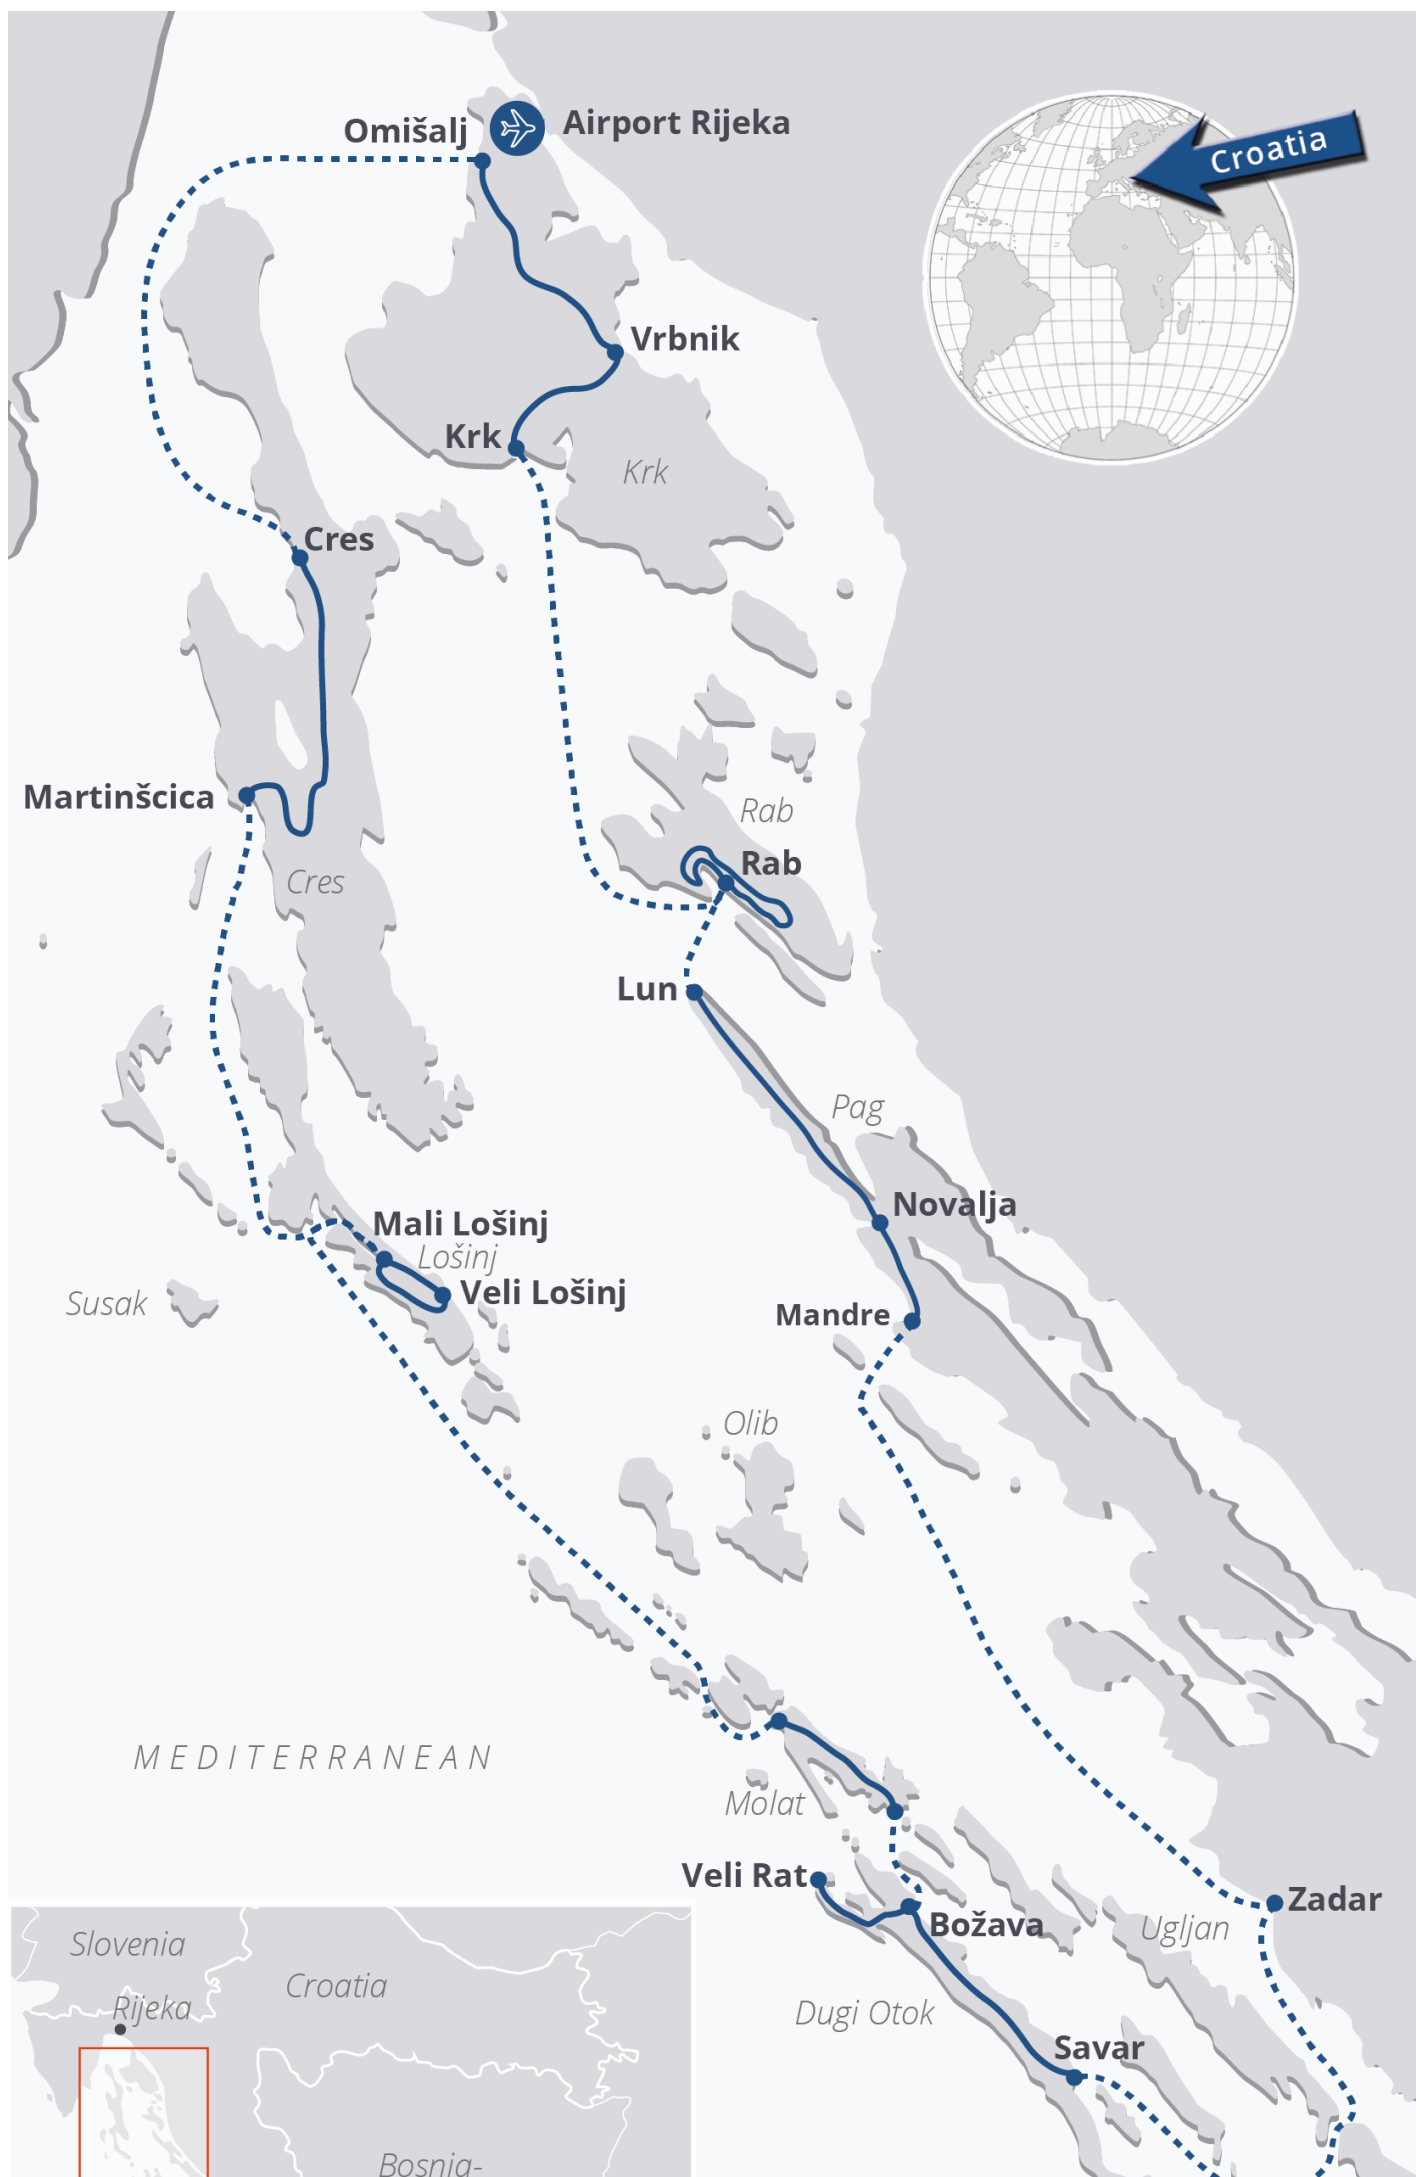 Omišalj
Airport Rijeka
Croatia
Vrbnik
Krk
Krk
Cres
Martinšcica
Rab
Rab
Cres
Lun
Pag
Novalja
Mali Lošinj
Lošinj
Veli Lošinj
Susak
Mandre
Olib
MEDITERRANEAN
Molat
Veli Rat
Zadar
Božava
Ugljan
Dugi Otok
Savar
Slovenia
Croatia
Rijeka
Bosnia-